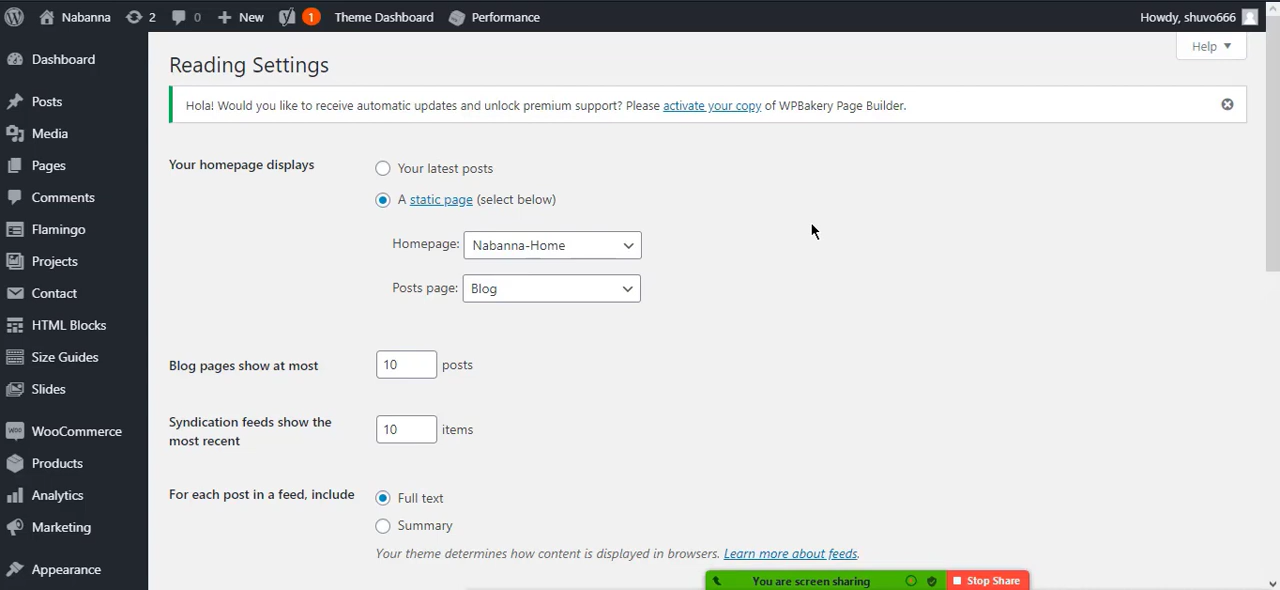 Nabanna 2 0 New 1 Theme Dashboard Performance Howdy, shuvo666
Help
Dashboard
Posts
Media
Pages
Comments
Flamingo
Projects
Contact
HTML Blocks
Size Guides
Slides
WooCommerce
Products
Analytics
Marketing
Appearance
Reading Settings
Hola! Would you like to receive automatic updates and unlock premium support? Please activate your copy of WPBakery Page Builder.
Your homepage displays
Your latest posts
A static page (select below)
Homepage: Nabanna-Home
Posts page: Blog
Blog pages show at most 10 posts
Syndication feeds show the
most recent
10 items
For each post in a feed, include
Full text
Summary
Your theme determines how content is displayed in browsers. Learn more about feeds.
You are screen sharing Stop Share